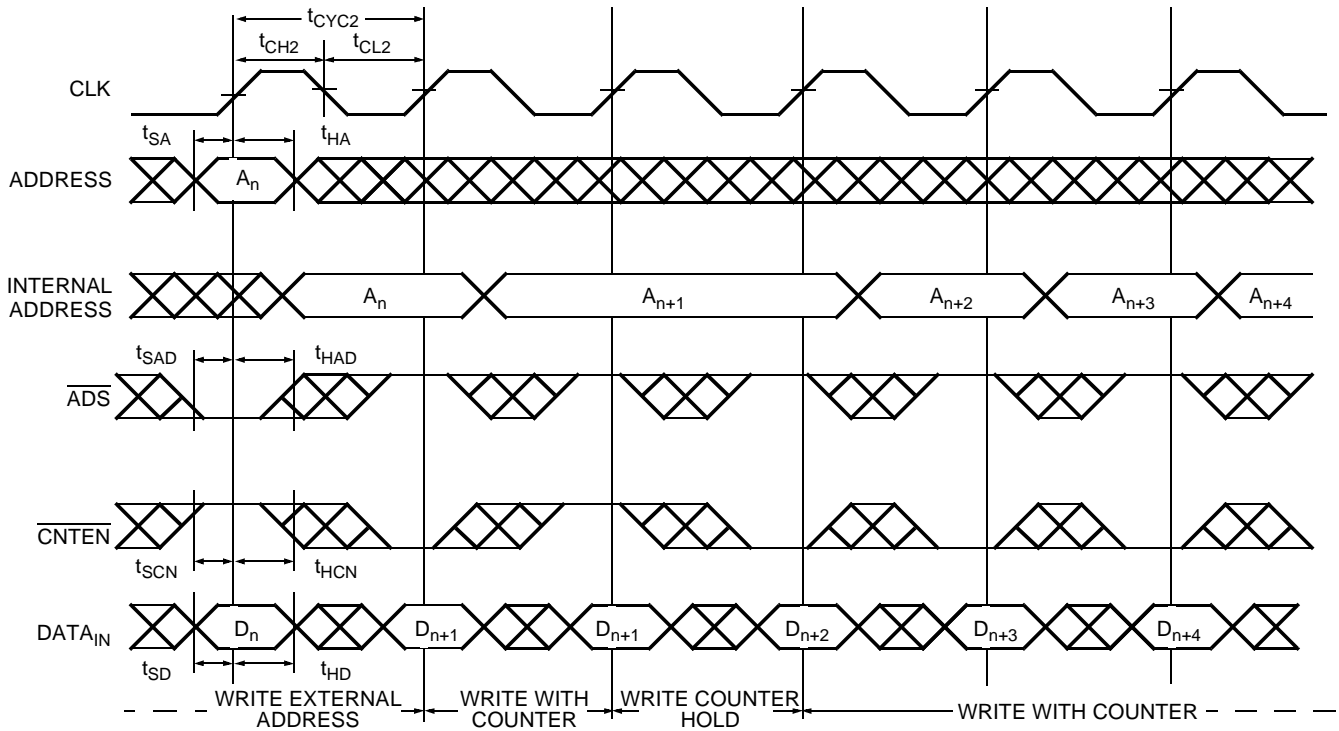 tCYC2
tCH2 tCL2
CLK
tSA tHA
ADDRESS An
INTERNAL
ADDRESS
An An+1 An+2 An+3 An+4
tSAD tHAD
ADS
CNTEN
tSCN tHCN
DATAIN Dn Dn+1 Dn+1 Dn+2 Dn+3 Dn+4
tSD tHD
WRITE EXTERNAL
ADDRESS
WRITE WITH
COUNTER
WRITE COUNTER
HOLD
WRITE WITH COUNTER